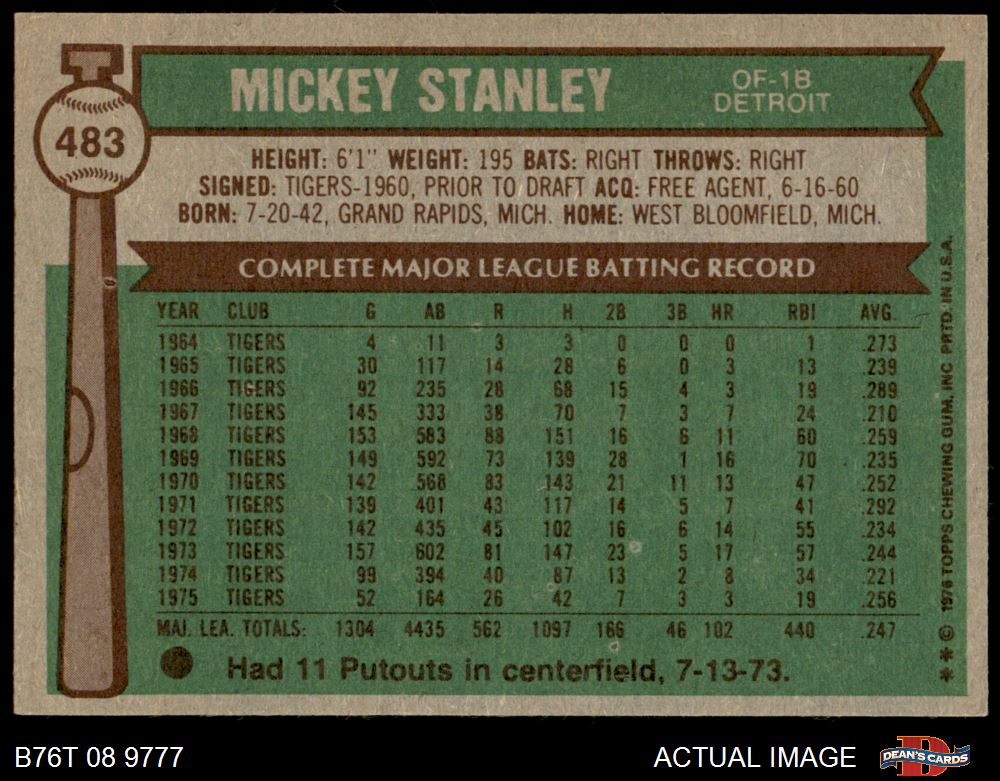 MICKEY STANLEY
OF-1B
DETROIT
483
HEIGHT: 6'1" WEIGHT: 195 BATS: RIGHT THROWS: RIGHT
SIGNED: TIGERS-1960, PRIOR TO DRAFT ACQ: FREE AGENT, 6-16-60
BORN: 7-20-42, GRAND RAPIDS, MICH. HOME: WEST BLOOMFIELD, MICH.
COMPLETE MAJOR LEAGUE BATTING RECORD
YEAR CLUB G AB R H 2B 3B HR RBI AVG.
1964 TIGERS 4 11 3 3 0 0 0 1 .273
1965 TIGERS 30 117 14 28 6 0 3 13 .239
1966 TIGERS 92 235 28 68 15 4 3 19 .289
1967 TIGERS 145 333 38 70 7 3 7 24 .210
1968 TIGERS 153 583 88 151 16 6 11 60 .259
1969 TIGERS 149 592 73 139 28 1 16 70 .235
1970 TIGERS 142 568 83 143 21 11 13 47 .252
1971 TIGERS 139 401 43 117 14 5 7 41 .292
1972 TIGERS 142 435 45 102 16 6 14 55 .234
1973 TIGERS 157 602 81 147 23 5 17 57 .244
1974 TIGERS 99 394 40 87 13 2 8 34 .221
1975 TIGERS 52 164 26 42 7 3 3 19 .256
MAJ. LEA. TOTALS: 1304 4435 562 1097 166 46 102 440 .247
Had 11 Putouts in centerfield, 7-13-73.
**© 1976 TOPPS CHEWING GUM, INC PRTD. IN U.S.A.
B76T 08 9777
ACTUAL IMAGE
DEAN'S CARDS